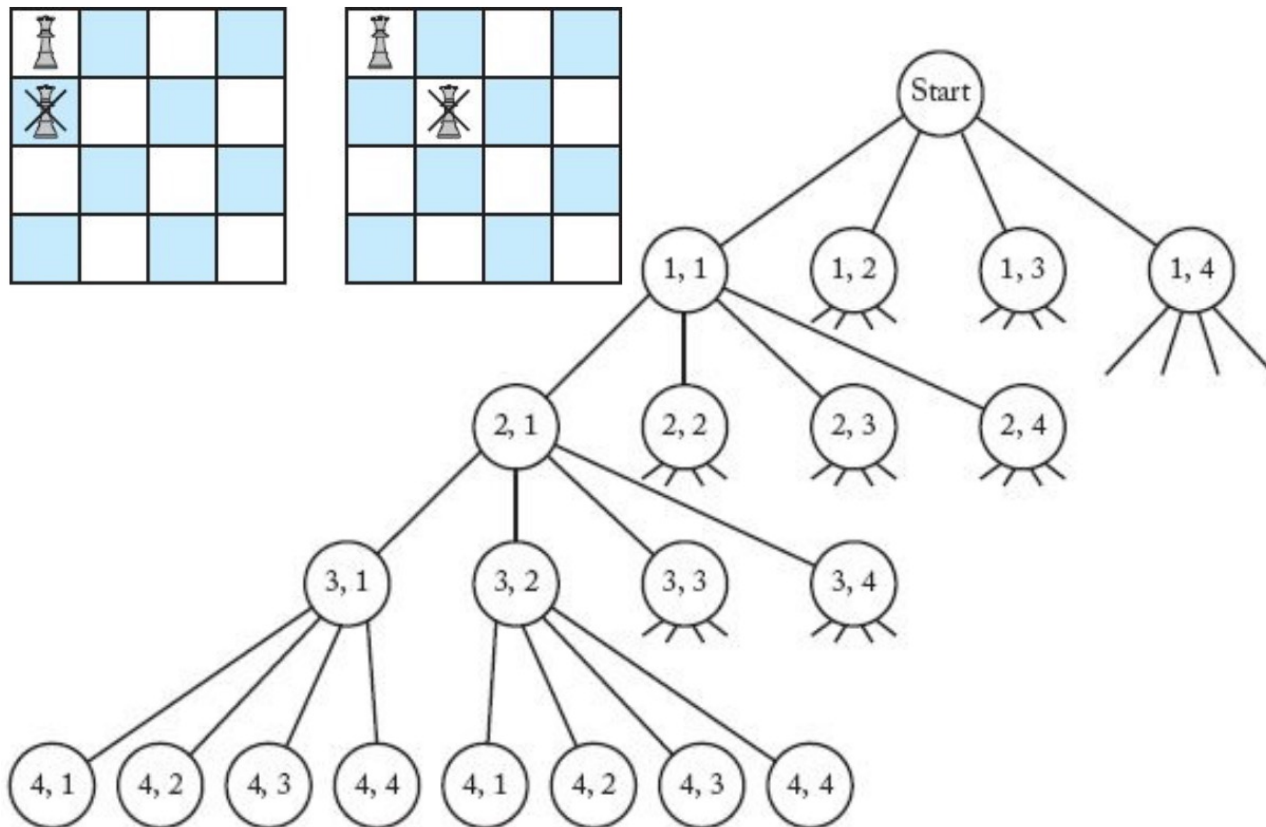 Start
1, 1 1, 2 1, 3 1, 4
2, 1 2, 2 2, 3 2, 4
3, 1 3, 2 3, 3 3, 4
4, 1 4, 2 4, 3 4, 4 4, 1 4, 2 4, 3 4, 4